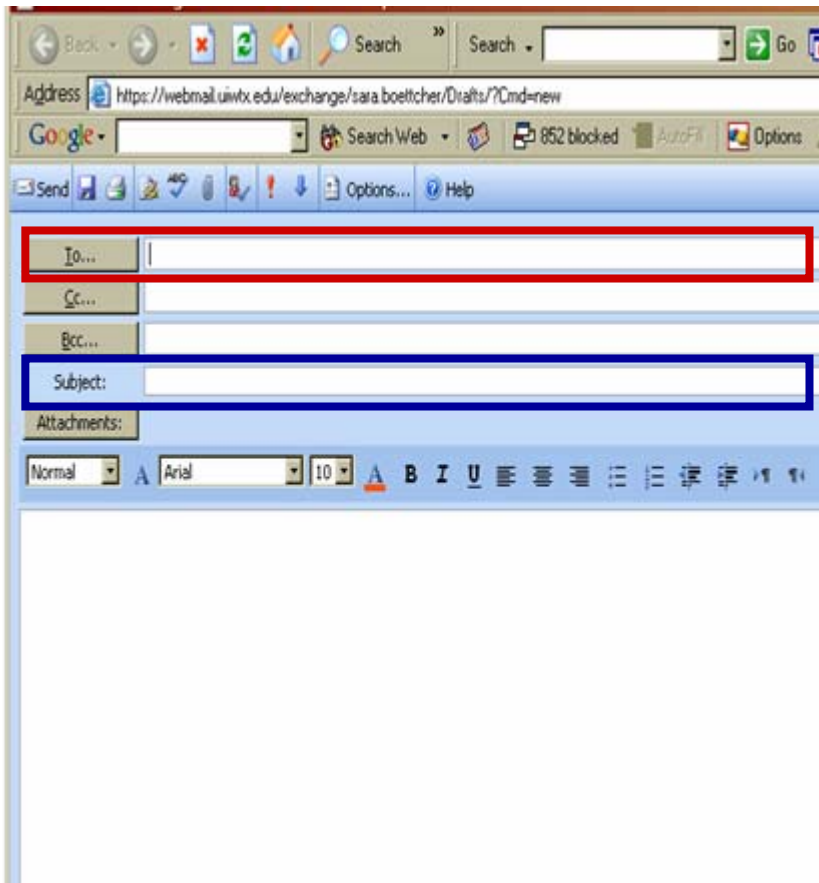 Back Search » Search Go
Address https://webmail.uiwtx.edu/exchange/sara.boettcher/Drafts/?Cmd=new
Google Search Web 852 blocked AutoFill Options
Send ABC Options... Help
To...
Cc...
Bcc...
Subject:
Attachments:
Normal A Arial 10 A B I U